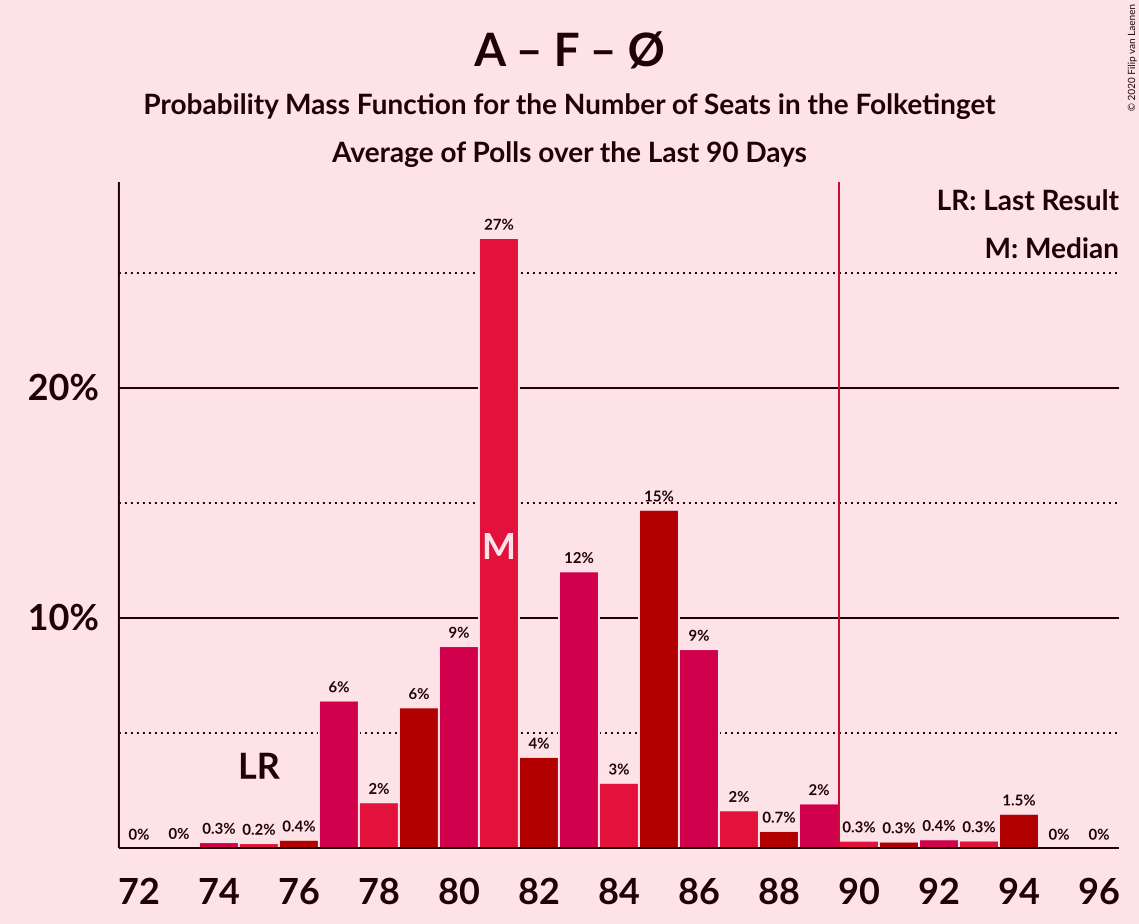 A – F – Ø
Probability Mass Function for the Number of Seats in the Folketinget
Average of Polls over the Last 90 Days
© 2020 Filip van Laenen
LR: Last Result
M: Median
27%
20%
15%
M
12%
10%
9%
9%
6%
6%
4%
LR
3%
2%
2%
2%
1.5%
0.7%
0% 0% 0.3% 0.2% 0.4%
0.3% 0.3% 0.4% 0.3%
0% 0%
72 74 76 78 80 82 84 86 88 90 92 94 96